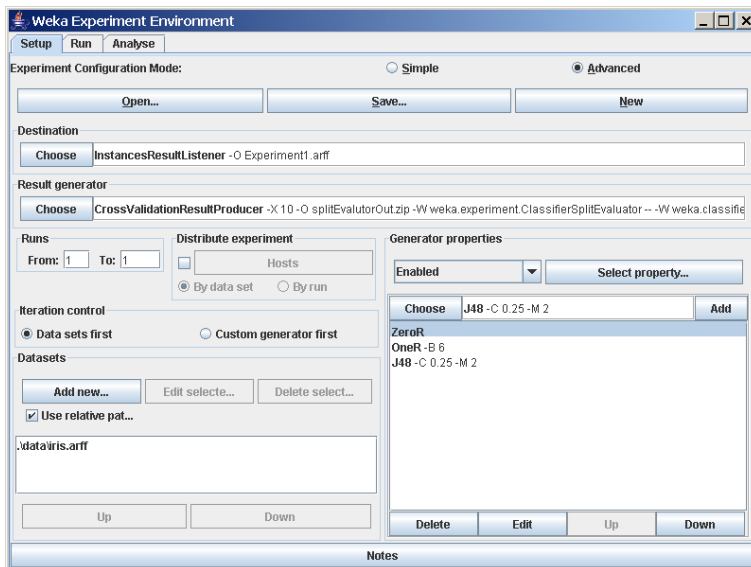 Weka Experiment Environment
Setup Run Analyse
Experiment Configuration Mode: Simple Advanced
Open... Save... New
Destination
Choose InstancesResultListener -O Experiment1.arff
Result generator
Choose CrossValidationResultProducer -X 10 -O splitEvalutorOut.zip -W weka.experiment.ClassifierSplitEvaluator -- -W weka.classifie
Runs
From: 1 To: 1
Distribute experiment
Hosts
By data set By run
Generator properties
Enabled Select property...
Iteration control
Data sets first Custom generator first
Choose J48 -C 0.25 -M 2 Add
ZeroR
OneR -B 6
J48 -C 0.25 -M 2
Datasets
Add new... Edit selecte... Delete select...
Use relative pat...
.\data\iris.arff
Up Down
Delete Edit Up Down
Notes